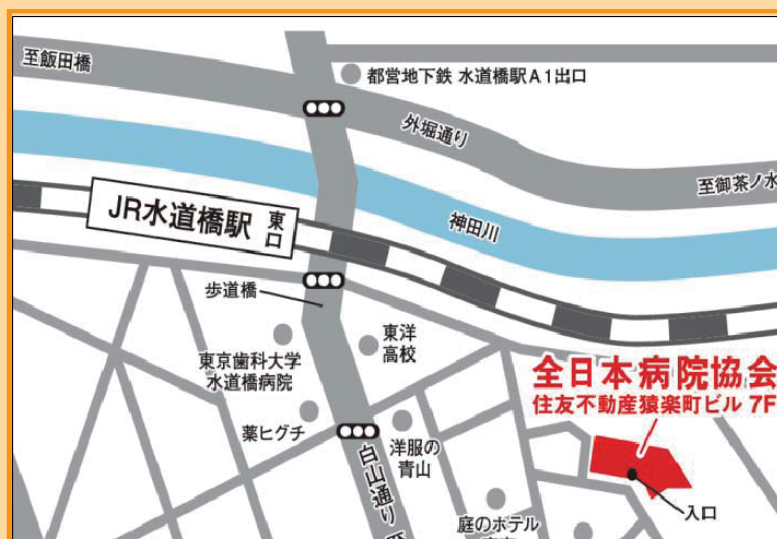 至飯田橋
都営地下鉄 水道橋駅A1出口
外堀通り
至御茶ノ水
JR水道橋駅
東口
神田川
歩道橋
東洋
高校
東京歯科大学
水道橋病院
全日本病院協会
住友不動産猿楽町ビル 7F
薬ヒグチ
洋服の
青山
白山通り
入口
庭のホテル